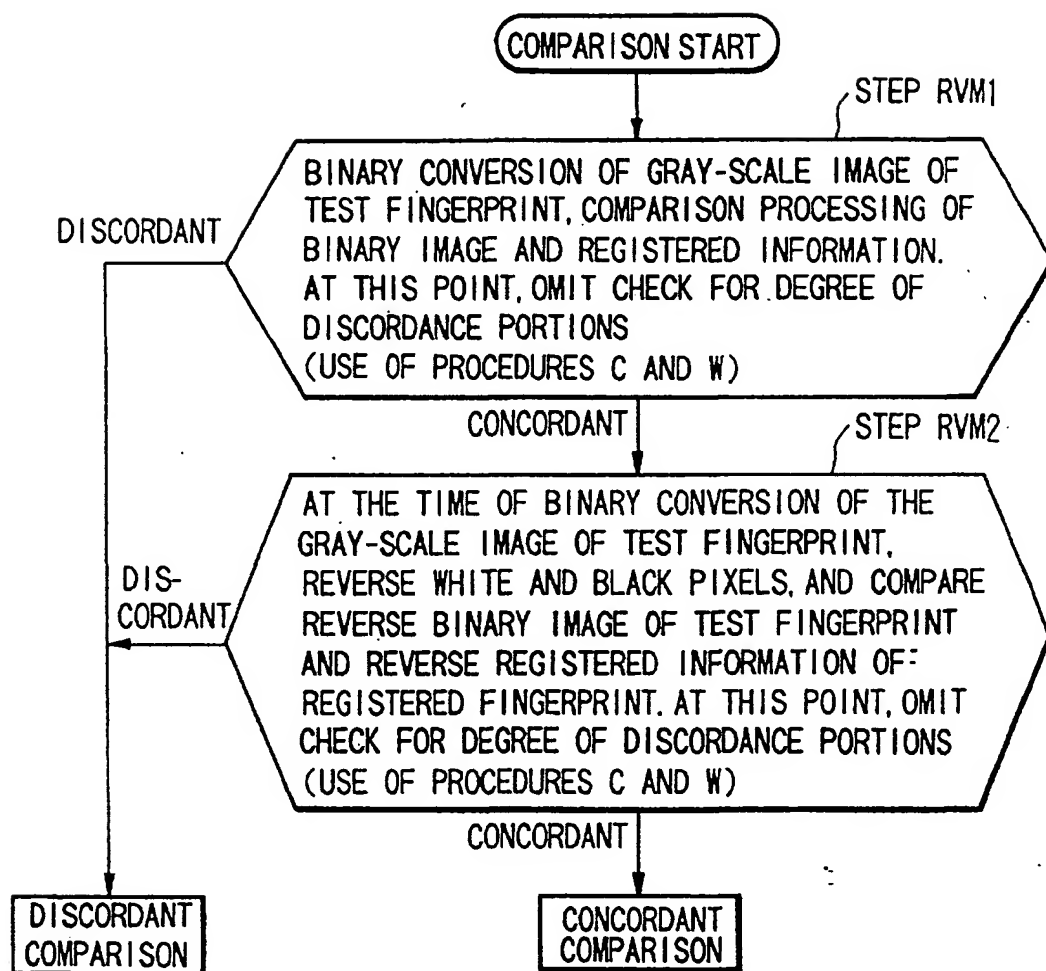 COMPARISON START
STEP RVM1
BINARY CONVERSION OF GRAY-SCALE IMAGE OF
TEST FINGERPRINT, COMPARISON PROCESSING OF
BINARY IMAGE AND REGISTERED INFORMATION.
AT THIS POINT, OMIT CHECK FOR DEGREE OF
DISCORDANCE PORTIONS
(USE OF PROCEDURES C AND W)
DISCORDANT
CONCORDANT
STEP RVM2
AT THE TIME OF BINARY CONVERSION OF THE
GRAY-SCALE IMAGE OF TEST FINGERPRINT,
REVERSE WHITE AND BLACK PIXELS, AND COMPARE
REVERSE BINARY IMAGE OF TEST FINGERPRINT
AND REVERSE REGISTERED INFORMATION OF
REGISTERED FINGERPRINT. AT THIS POINT, OMIT
CHECK FOR DEGREE OF DISCORDANCE PORTIONS
(USE OF PROCEDURES C AND W)
DIS-
CORDANT
CONCORDANT
DISCORDANT
COMPARISON
CONCORDANT
COMPARISON